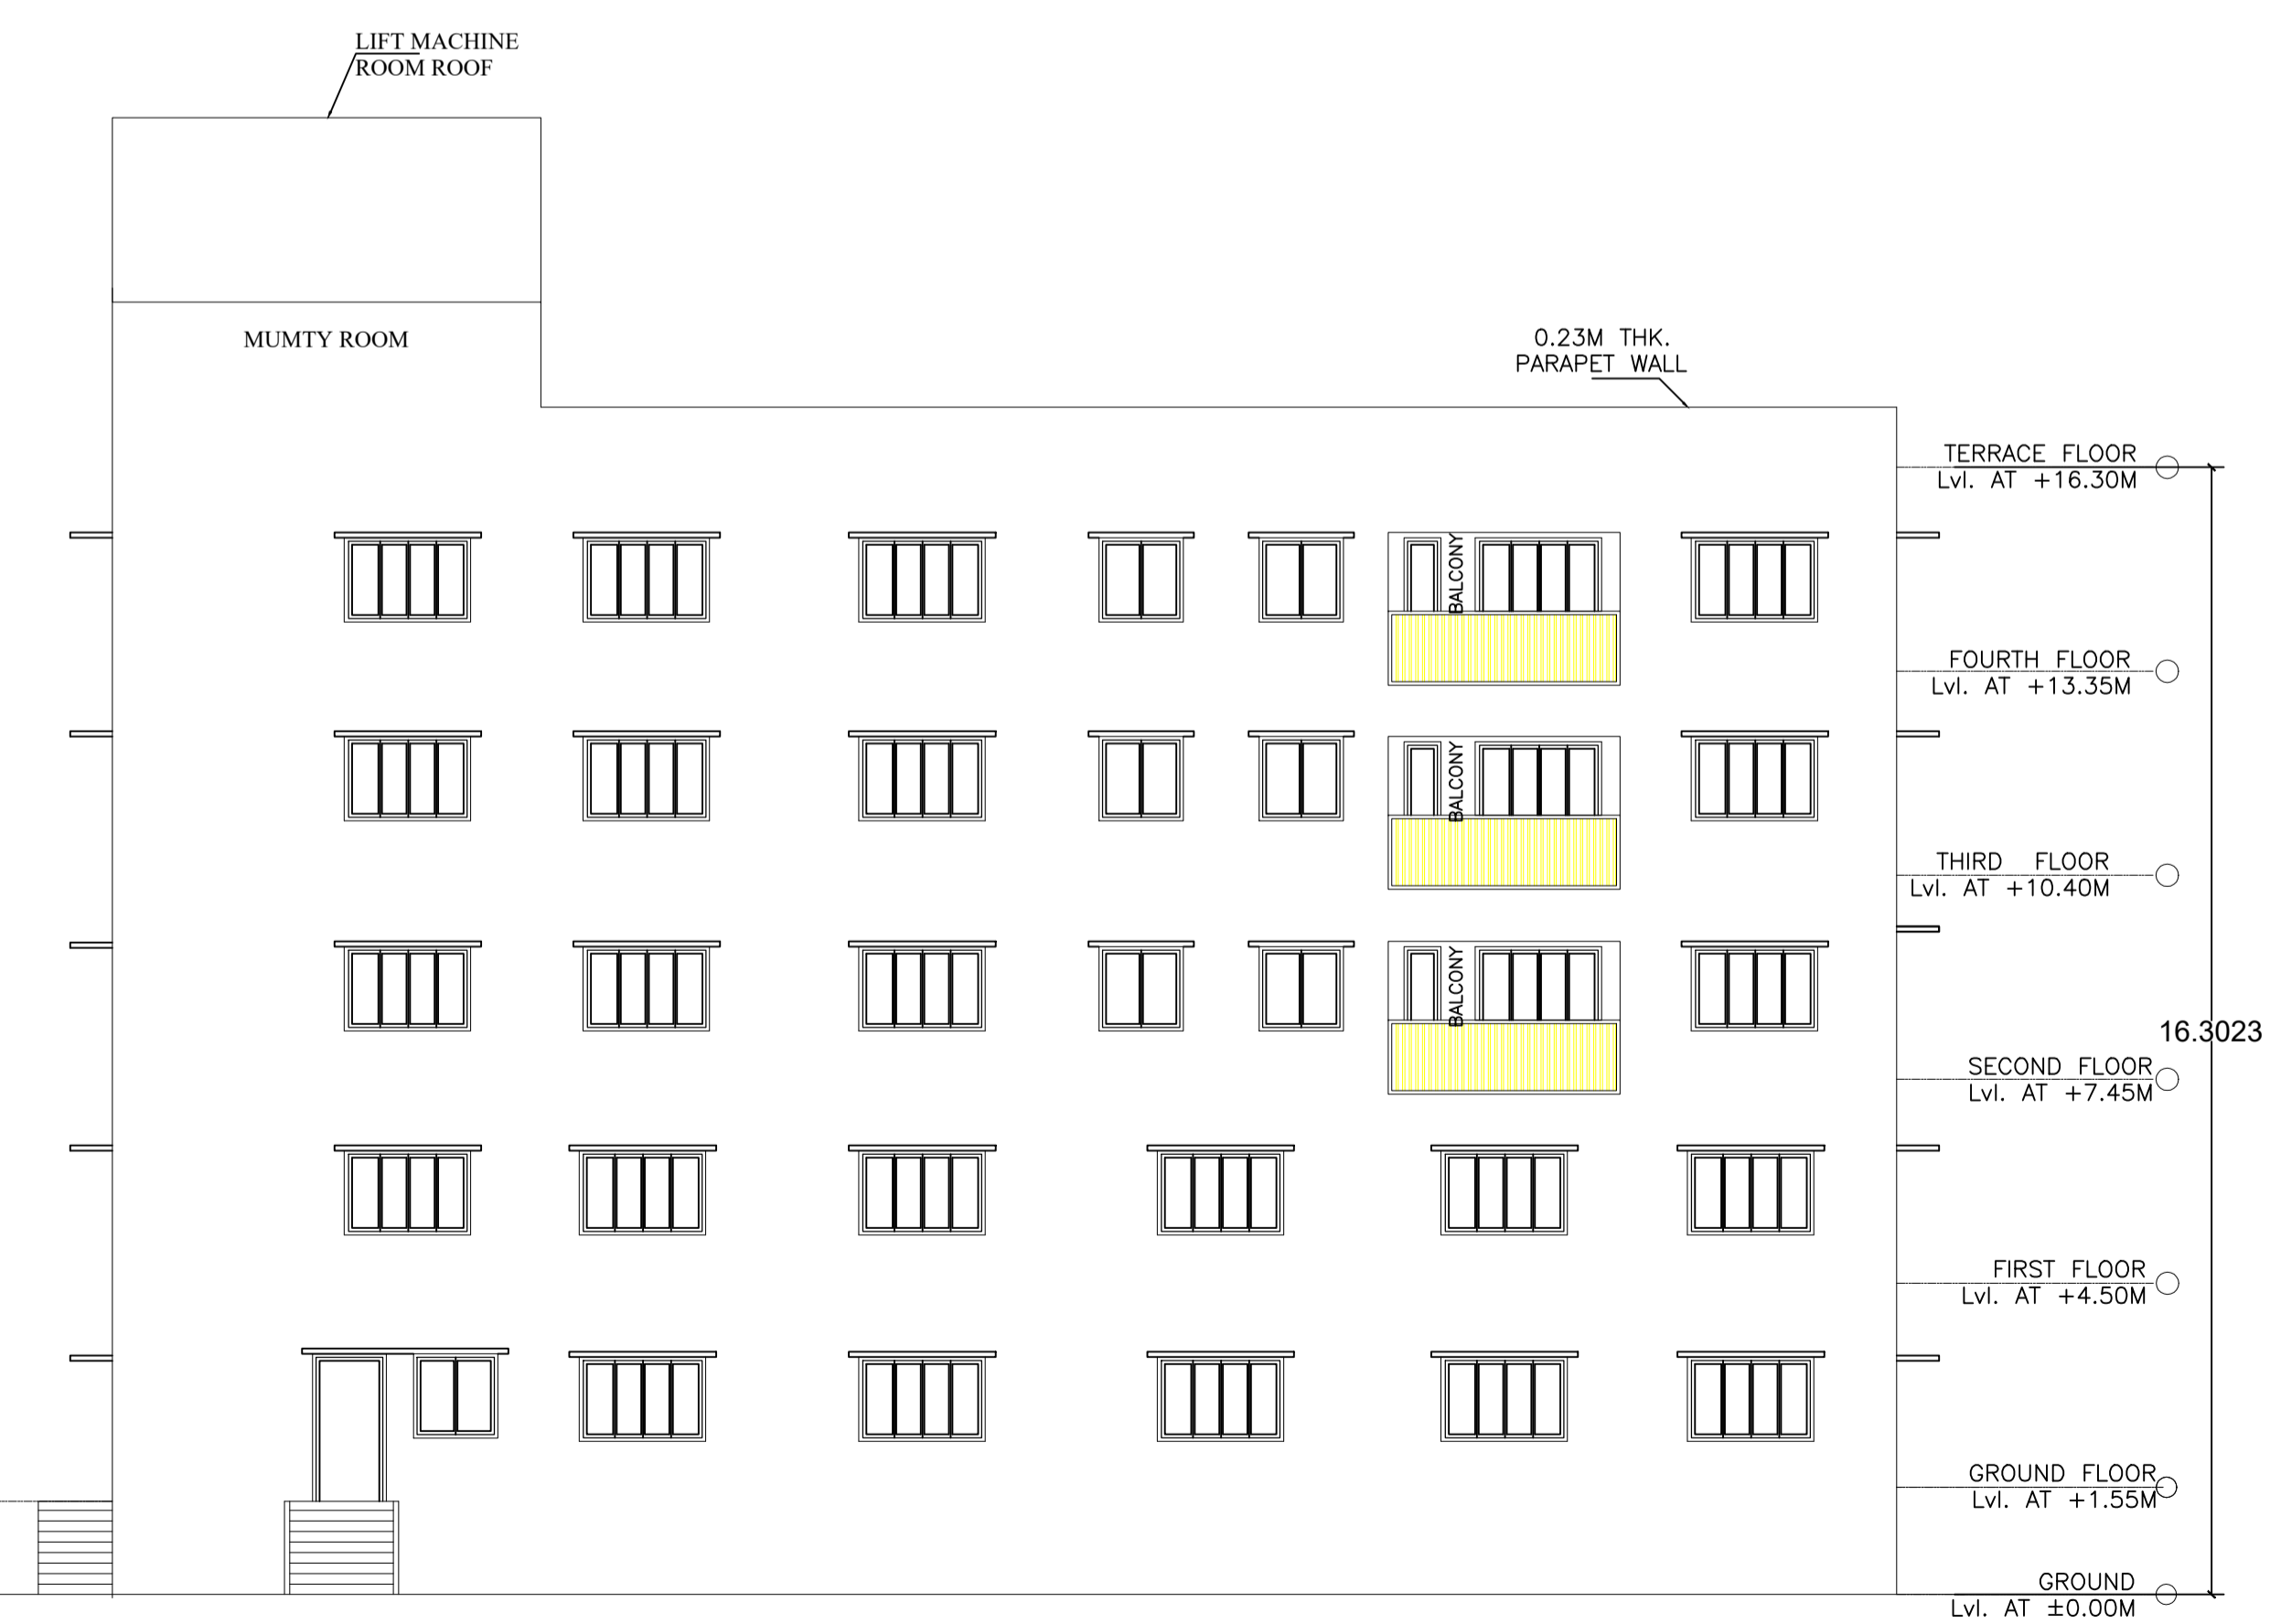 LIFT MACHINE
ROOM ROOF
MUMTY ROOM
0.23M THK.
PARAPET WALL
TERRACE FLOOR
Lvl. AT +16.30M
BALCONY
FOURTH FLOOR
Lvl. AT +13.35M
BALCONY
THIRD FLOOR
Lvl. AT +10.40M
BALCONY
16.3023
SECOND FLOOR
Lvl. AT +7.45M
FIRST FLOOR
Lvl. AT +4.50M
GROUND FLOOR
Lvl. AT +1.55M
GROUND
Lvl. AT ±0.00M